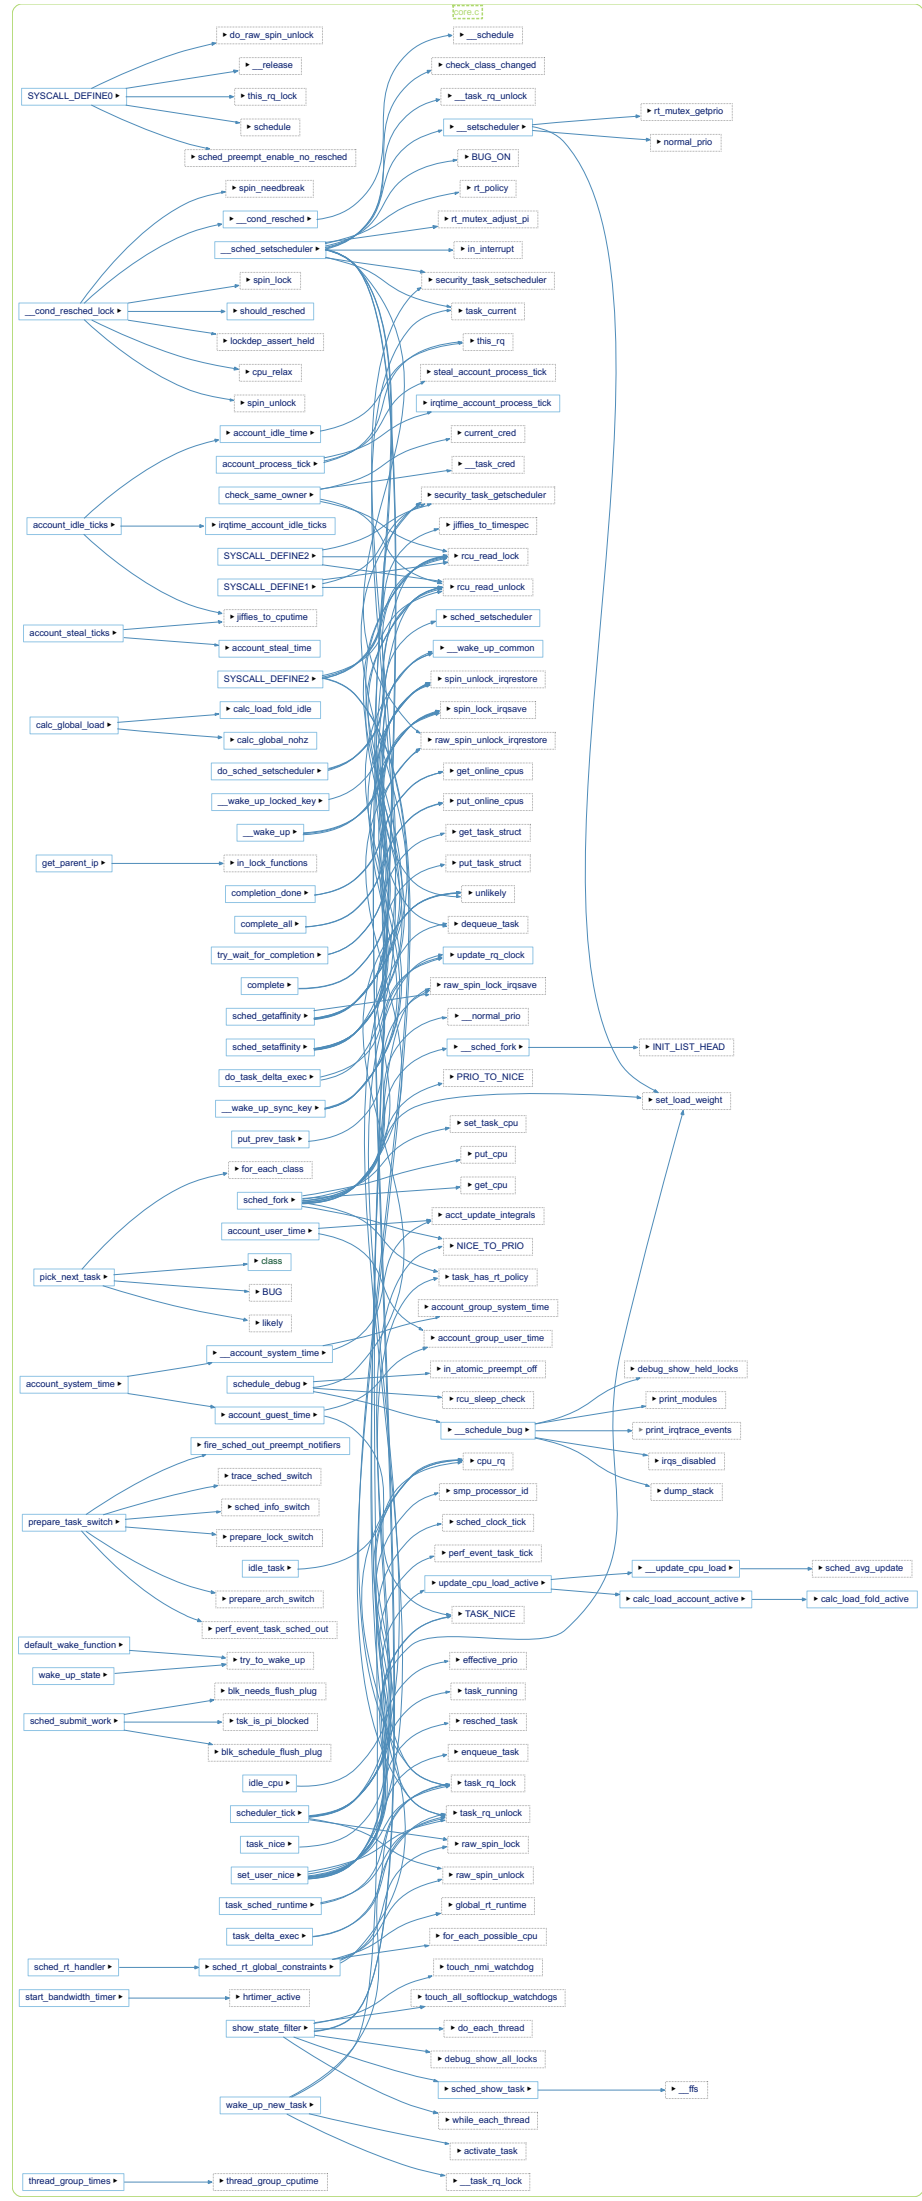 core.c
do_raw_spin_unlock
__schedule
__release
check_class_changed
SYSCALL_DEFINE0
this_rq_lock
__task_rq_unlock
rt_mutex_getprio
schedule
__setscheduler
normal_prio
sched_preempt_enable_no_resched
BUG_ON
spin_needbreak
rt_policy
__cond_resched
rt_mutex_adjust_pi
__sched_setscheduler
in_interrupt
spin_lock
security_task_setscheduler
__cond_resched_lock
should_resched
task_current
lockdep_assert_held
this_rq
cpu_relax
steal_account_process_tick
spin_unlock
irqtime_account_process_tick
account_idle_time
current_cred
account_process_tick
__task_cred
check_same_owner
security_task_getscheduler
account_idle_ticks
irqtime_account_idle_ticks
jiffies_to_timespec
SYSCALL_DEFINE2
rcu_read_lock
SYSCALL_DEFINE1
rcu_read_unlock
jiffies_to_cputime
sched_setscheduler
account_steal_ticks
account_steal_time
__wake_up_common
SYSCALL_DEFINE2
spin_unlock_irqrestore
calc_load_fold_idle
spin_lock_irqsave
calc_global_load
calc_global_nohz
raw_spin_unlock_irqrestore
do_sched_setscheduler
get_online_cpus
__wake_up_locked_key
put_online_cpus
__wake_up
get_task_struct
get_parent_ip
in_lock_functions
put_task_struct
completion_done
unlikely
complete_all
dequeue_task
try_wait_for_completion
update_rq_clock
complete
raw_spin_lock_irqsave
sched_getaffinity
__normal_prio
sched_setaffinity
__sched_fork
INIT_LIST_HEAD
do_task_delta_exec
PRIO_TO_NICE
set_load_weight
__wake_up_sync_key
set_task_cpu
put_prev_task
put_cpu
for_each_class
get_cpu
sched_fork
acct_update_integrals
account_user_time
NICE_TO_PRIO
class
pick_next_task
task_has_rt_policy
BUG
account_group_system_time
likely
account_group_user_time
__account_system_time
in_atomic_preempt_off
debug_show_held_locks
account_system_time
schedule_debug
rcu_sleep_check
print_modules
account_guest_time
__schedule_bug
print_irqtrace_events
fire_sched_out_preempt_notifiers
cpu_rq
irqs_disabled
trace_sched_switch
smp_processor_id
dump_stack
sched_info_switch
prepare_task_switch
sched_clock_tick
prepare_lock_switch
perf_event_task_tick
idle_task
__update_cpu_load
sched_avg_update
update_cpu_load_active
prepare_arch_switch
calc_load_account_active
calc_load_fold_active
perf_event_task_sched_out
TASK_NICE
default_wake_function
try_to_wake_up
effective_prio
wake_up_state
blk_needs_flush_plug
task_running
sched_submit_work
tsk_is_pi_blocked
resched_task
blk_schedule_flush_plug
enqueue_task
idle_cpu
task_rq_lock
scheduler_tick
task_rq_unlock
task_nice
raw_spin_lock
set_user_nice
raw_spin_unlock
task_sched_runtime
global_rt_runtime
task_delta_exec
for_each_possible_cpu
sched_rt_handler
sched_rt_global_constraints
touch_nmi_watchdog
start_bandwidth_timer
hrtimer_active
touch_all_softlockup_watchdogs
show_state_filter
do_each_thread
debug_show_all_locks
sched_show_task
__ffs
wake_up_new_task
while_each_thread
activate_task
thread_group_times
thread_group_cputime
__task_rq_lock